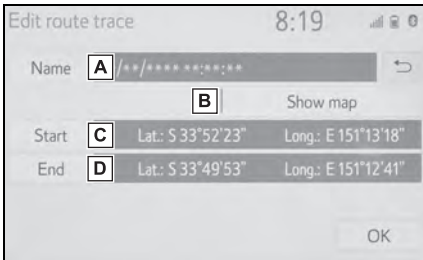 Edit route trace 8:19
Name A /**/**** **:**:**
B Show map
Start C Lat.: S 33°52'23" Long.: E 151°13'18"
End D Lat.: S 33°49'53" Long.: E 151°12'41"
OK